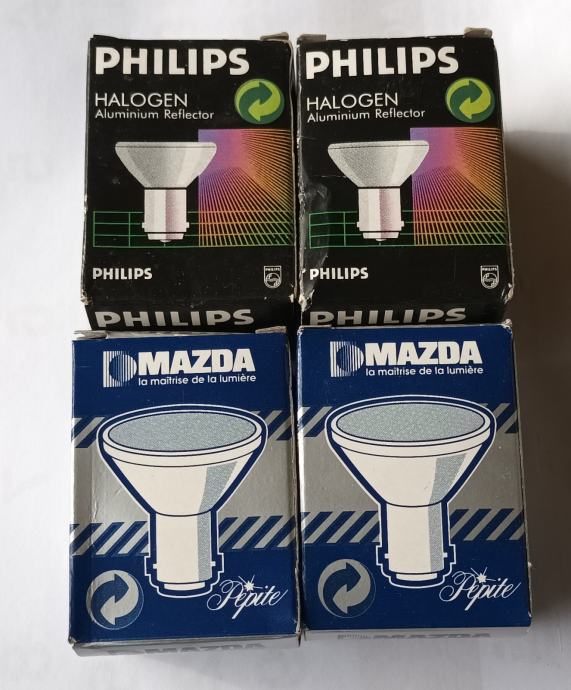 PHILIPS
HALOGEN
Aluminium Reflector
PHILIPS
PHILIPS
PHILIPS
HALOGEN
Aluminium Reflector
PHILIPS
PHILIPS
MAZDA
la maîtrise de la lumière
Pépite
MAZDA
la maîtrise de la lumière
Pépite